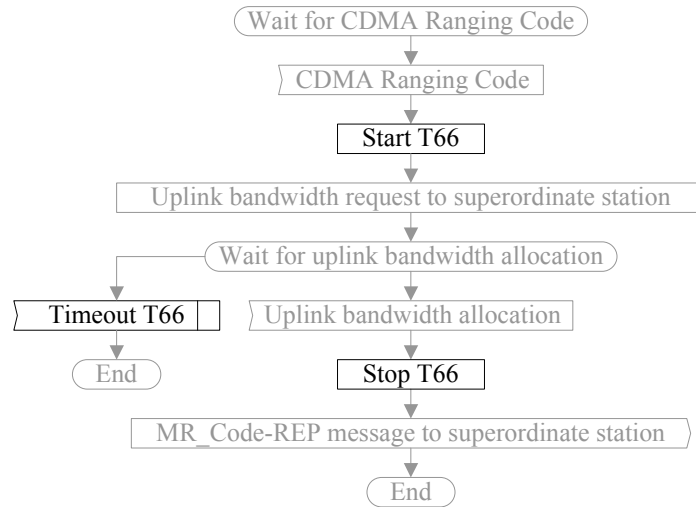 Wait for CDMA Ranging Code
CDMA Ranging Code
Start T66
Uplink bandwidth request to superordinate station
Wait for uplink bandwidth allocation
Timeout T66
Uplink bandwidth allocation
End
Stop T66
MR_Code-REP message to superordinate station
End